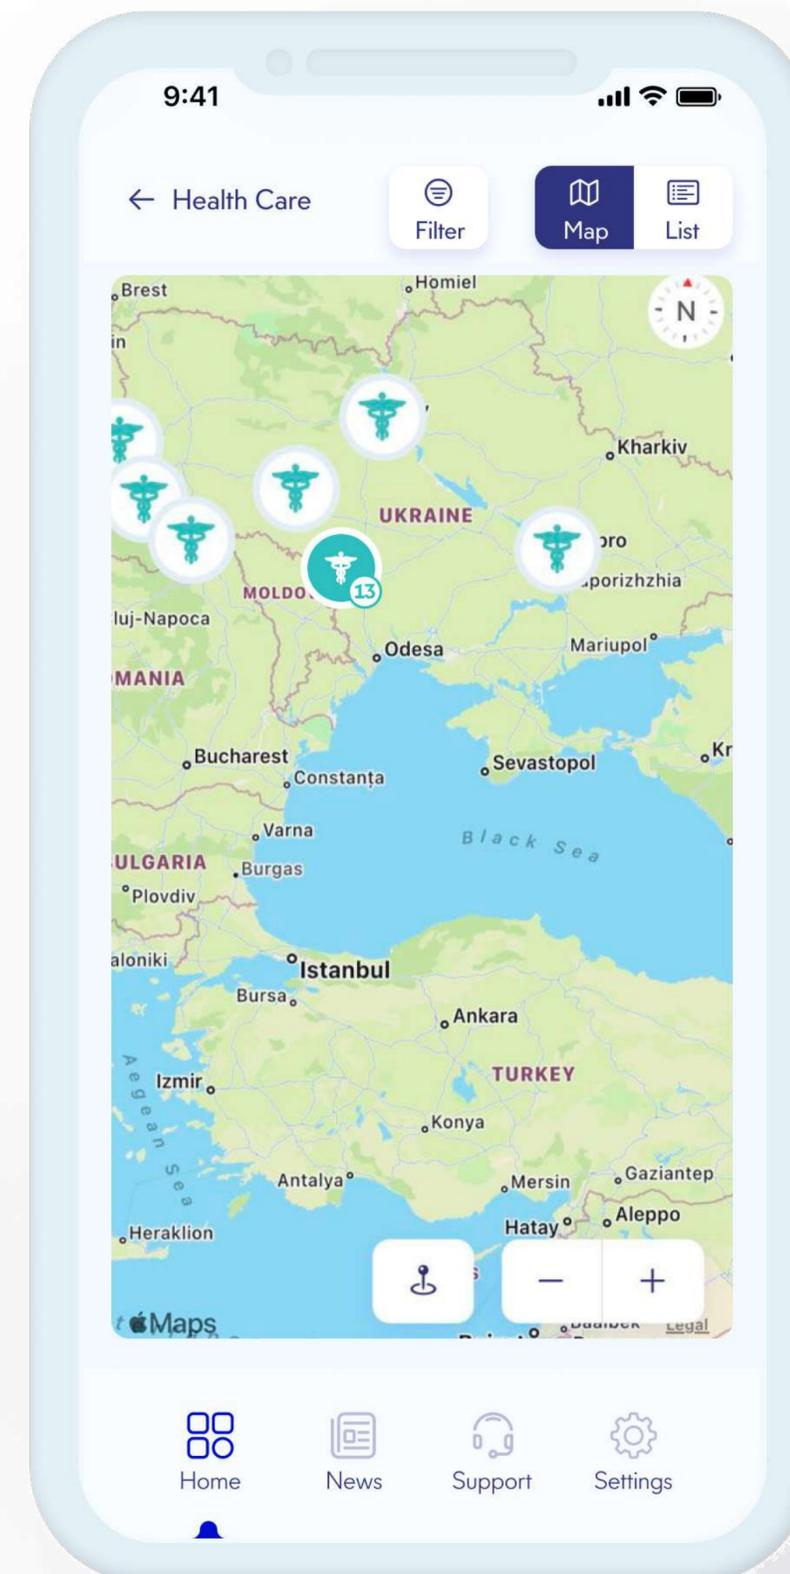 9:41
Health Care
Filter
Map
List
Brest
Homiel
N
in
Kharkiv
UKRAINE
pro
aporizhzhia
MOLDO
13
luj-Napoca
Odesa
Mariupol
MANIA
Bucharest
Constanța
Sevastopol
Kr
Varna
Black Sea
ULGARIA
Burgas
Plovdiv
aloniki
Istanbul
Bursa
Ankara
Aegean Sea
Izmir
TURKEY
Konya
Antalya
Mersin
Gaziantep
Hatay
Aleppo
Heraklion
Maps
Legal
Home
News
Support
Settings